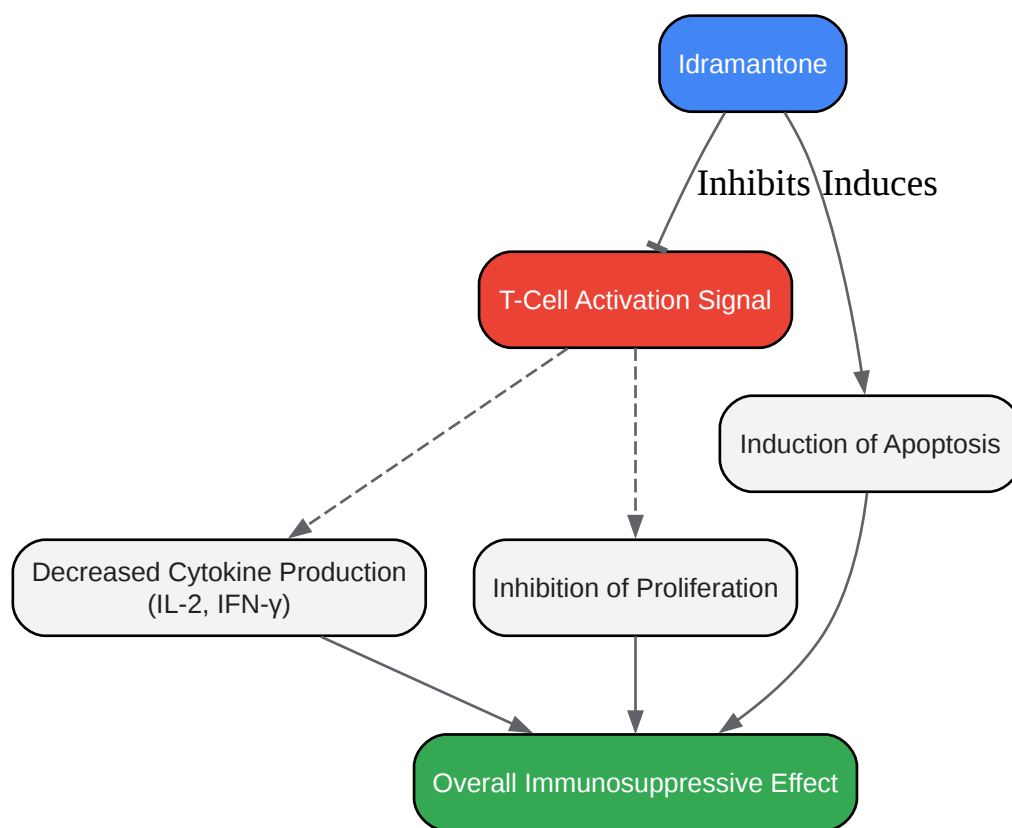 Idramantone
Inhibits
Induces
T-Cell Activation Signal
Induction of Apoptosis
Decreased Cytokine Production
(IL-2, IFN-γ)
Inhibition of Proliferation
Overall Immunosuppressive Effect